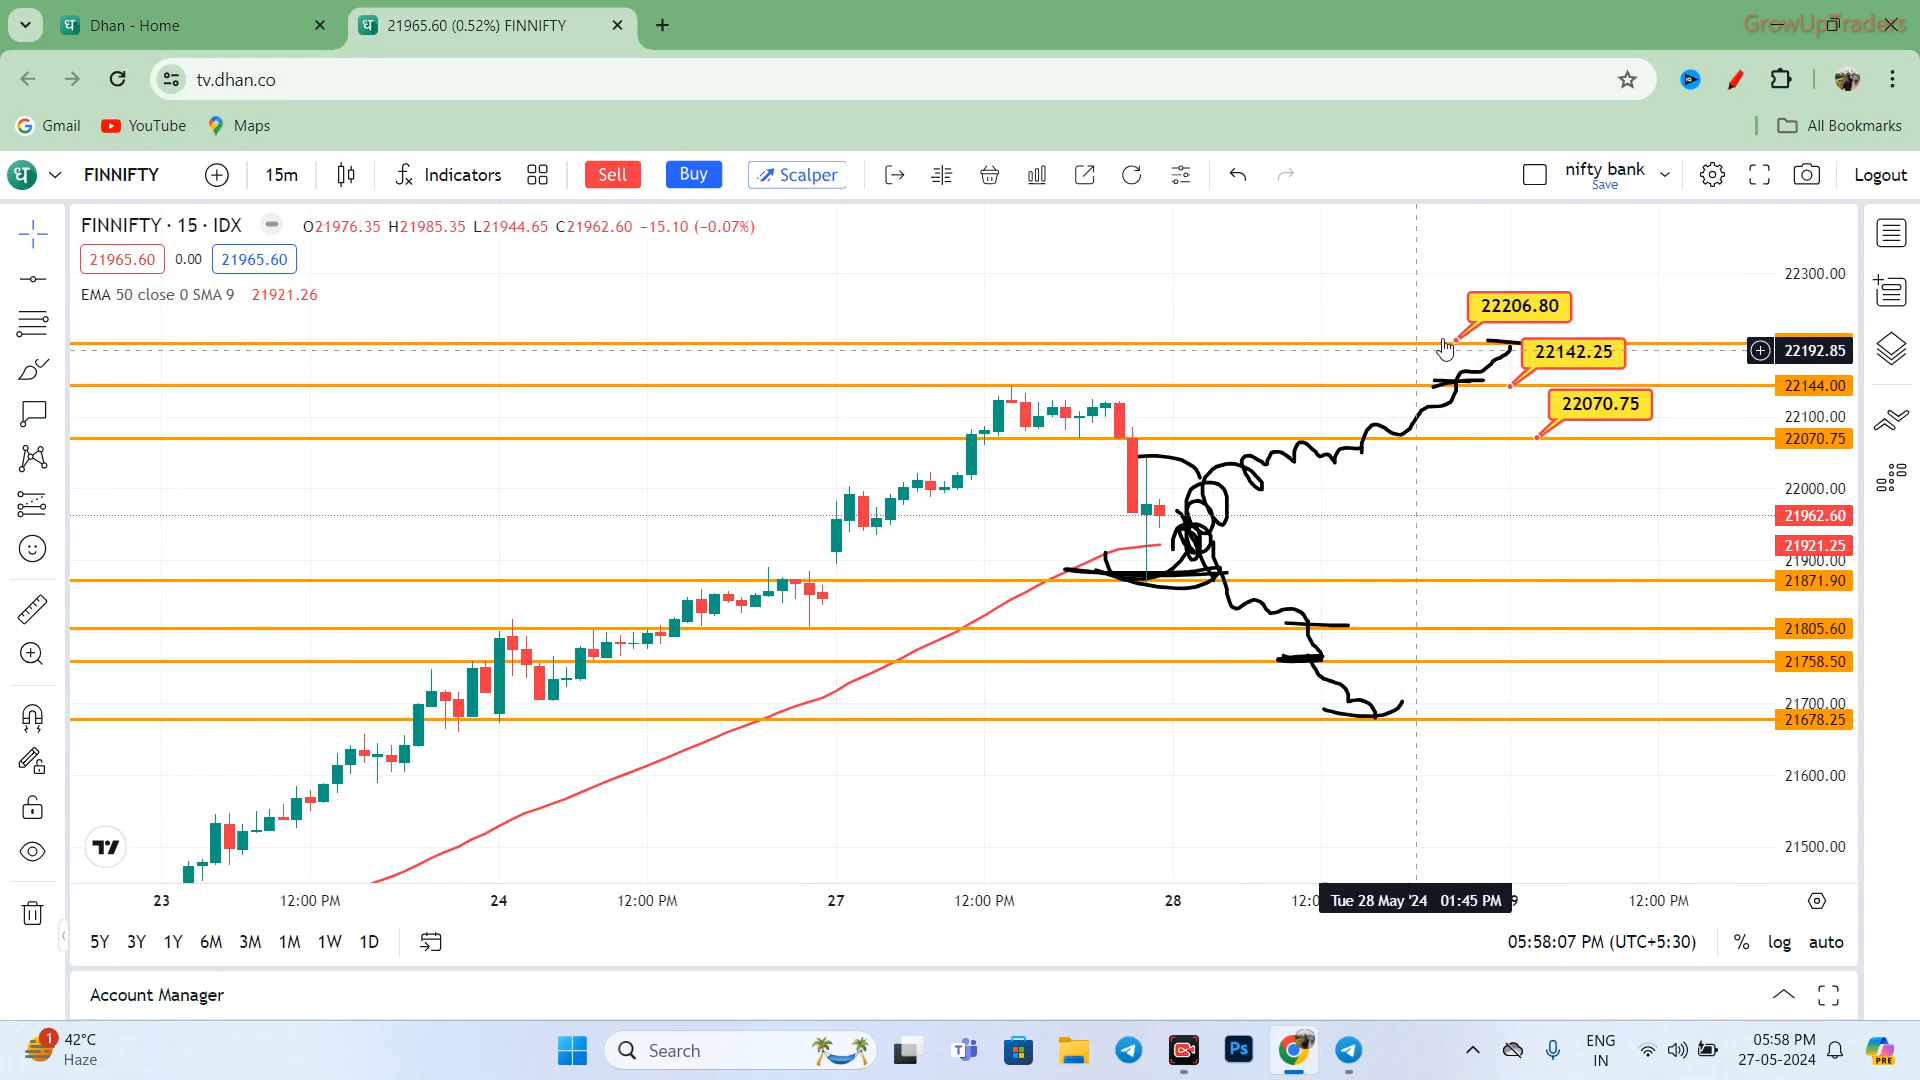 Dhan - Home
21965.60 (0.52%) FINNIFTY
GrowUpTraders
tv.dhan.co
Gmail
YouTube
Maps
All Bookmarks
FINNIFTY
15m
Indicators
Sell
Buy
Scalper
nifty bank
Save
Logout
FINNIFTY · 15 · IDX
O21976.35 H21985.35 L21944.65 C21962.60 −15.10 (−0.07%)
21965.60
0.00
21965.60
EMA 50 close 0 SMA 9 21921.26
22206.80
22142.25
22070.75
22300.00
22192.85
22144.00
22100.00
22070.75
22000.00
21962.60
21921.25
21900.00
21871.90
21805.60
21758.50
21700.00
21678.25
21600.00
21500.00
23
12:00 PM
24
12:00 PM
27
12:00 PM
28
Tue 28 May '24 01:45 PM
12:00 PM
5Y
3Y
1Y
6M
3M
1M
1W
1D
05:58:07 PM (UTC+5:30)
%
log
auto
Account Manager
1
42°C
Haze
Search
Ps
ENG
IN
05:58 PM
27-05-2024
PRE